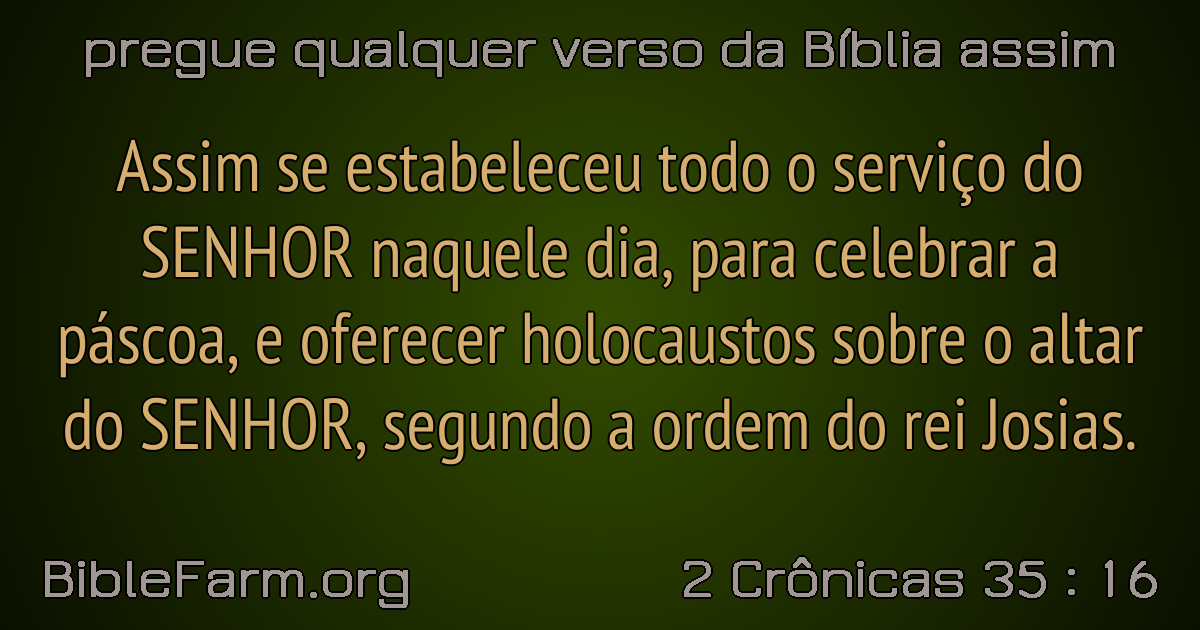 pregue qualquer verso da Bíblia assim
Assim se estabeleceu todo o serviço do
SENHOR naquele dia, para celebrar a
páscoa, e oferecer holocaustos sobre o altar
do SENHOR, segundo a ordem do rei Josias.
BibleFarm.org
2 Crônicas 35 : 16